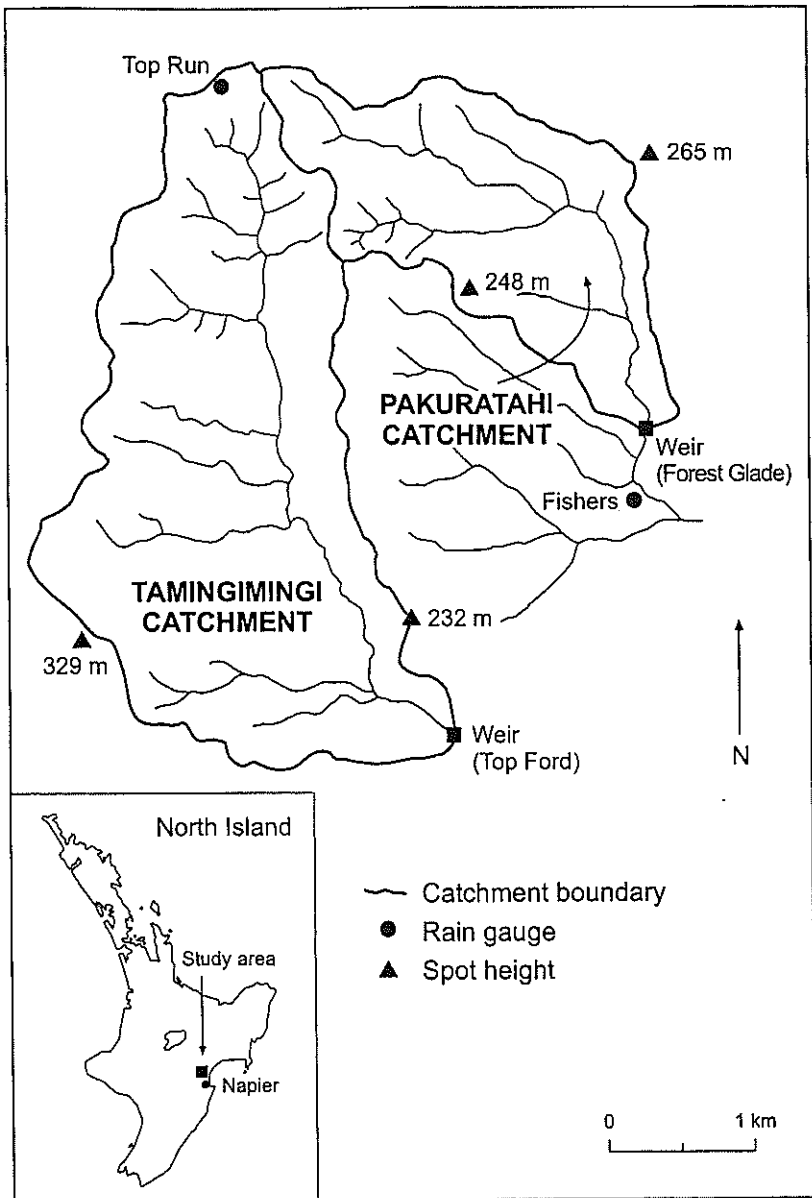 Top Run
265 m
248 m
PAKURATAHI
CATCHMENT
Weir
(Forest Glade)
Fishers
TAMINGIMINGI
CATCHMENT
232 m
329 m
Weir
(Top Ford)
N
North Island
Study area
Napier
Catchment boundary
Rain gauge
Spot height
0 1 km